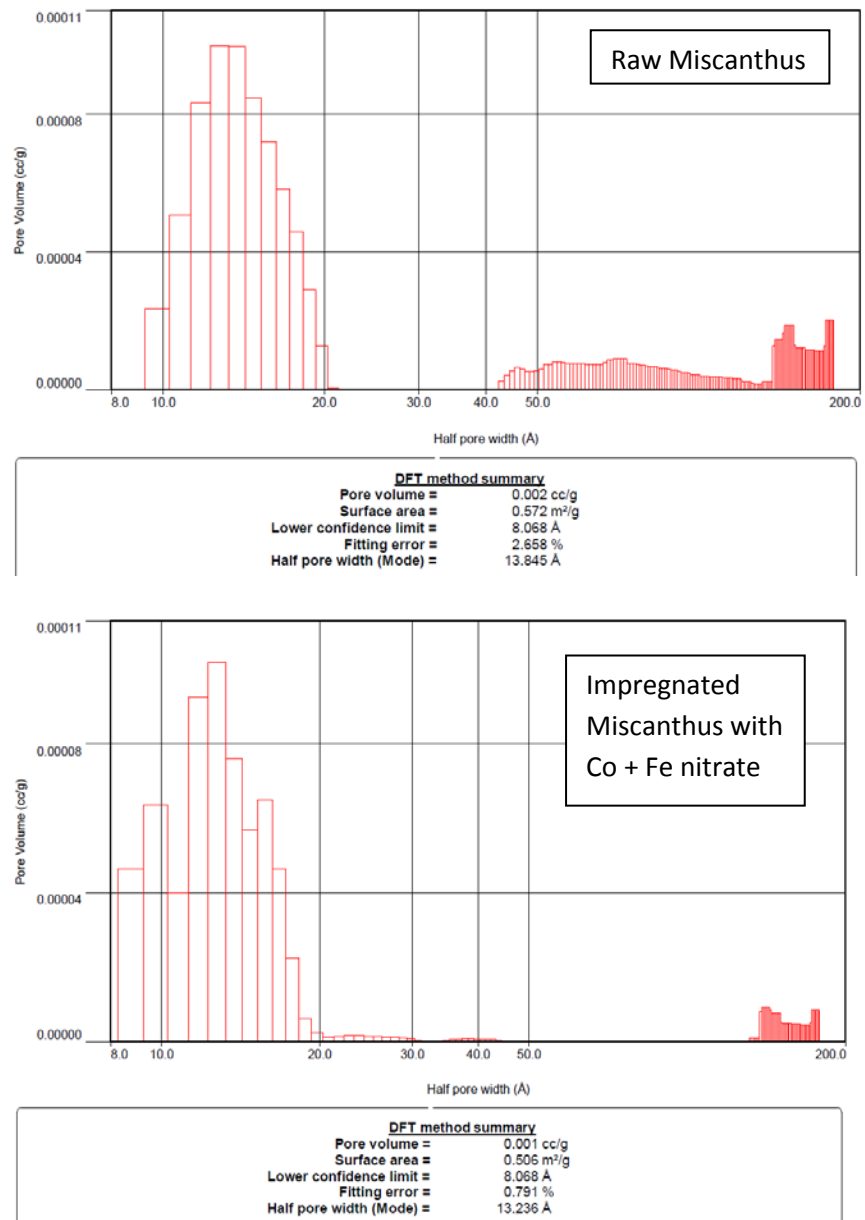 0.00011
Raw Miscanthus
0.00008
Pore Volume (cc/g)
0.00004
0.00000
8.0 10.0 20.0 30.0 40.0 50.0 200.0
Half pore width (Å)
DFT method summary
Pore volume = 0.002 cc/g
Surface area = 0.572 m²/g
Lower confidence limit = 8.068 Å
Fitting error = 2.658 %
Half pore width (Mode) = 13.845 Å
0.00011
Impregnated
Miscanthus with
Co + Fe nitrate
0.00008
Pore Volume (cc/g)
0.00004
0.00000
8.0 10.0 20.0 30.0 40.0 50.0 200.0
Half pore width (Å)
DFT method summary
Pore volume = 0.001 cc/g
Surface area = 0.506 m²/g
Lower confidence limit = 8.068 Å
Fitting error = 0.791 %
Half pore width (Mode) = 13.236 Å